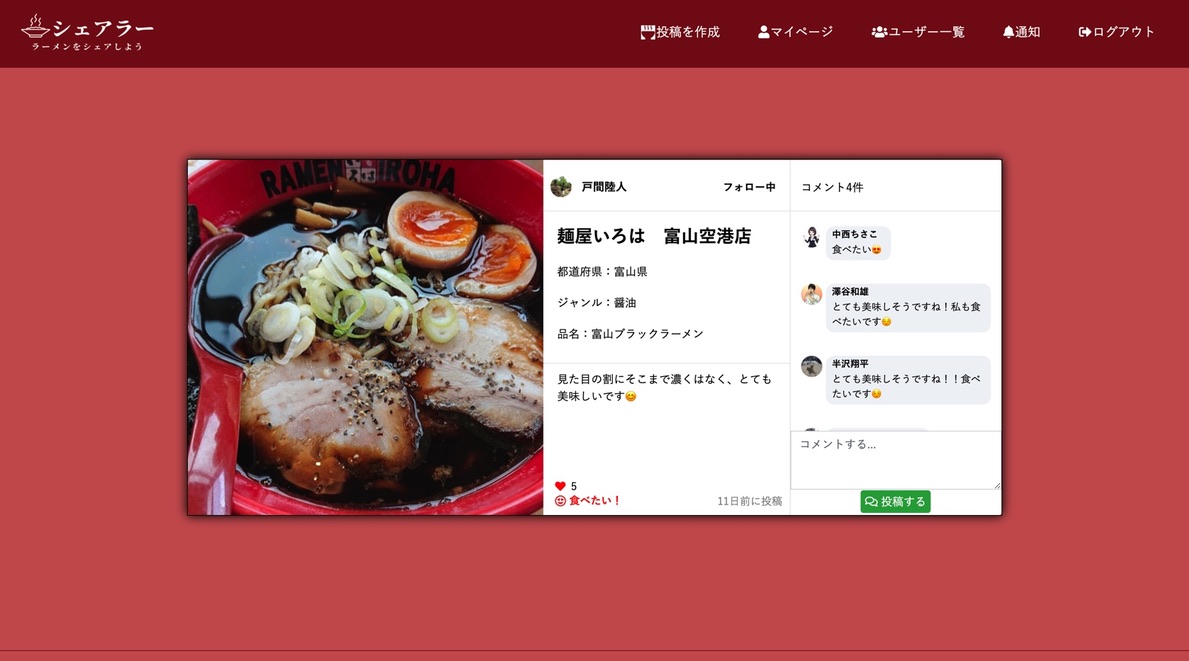 シェアラー
ラーメンをシェアしよう
投稿を作成
マイページ
ユーザー一覧
通知
ログアウト
RAMEN IROHA
戸間陸人
フォロー中
麺屋いろは　富山空港店
都道府県：富山県
ジャンル：醤油
品名：富山ブラックラーメン
見た目の割にそこまで濃くはなく、とても
美味しいです😊
5
食べたい！
11日前に投稿
コメント4件
中西ちさこ
食べたい😍
澤谷和雄
とても美味しそうですね！私も食
べたいです😋
半沢翔平
とても美味しそうですね！！食べ
たいです😋
コメントする...
投稿する